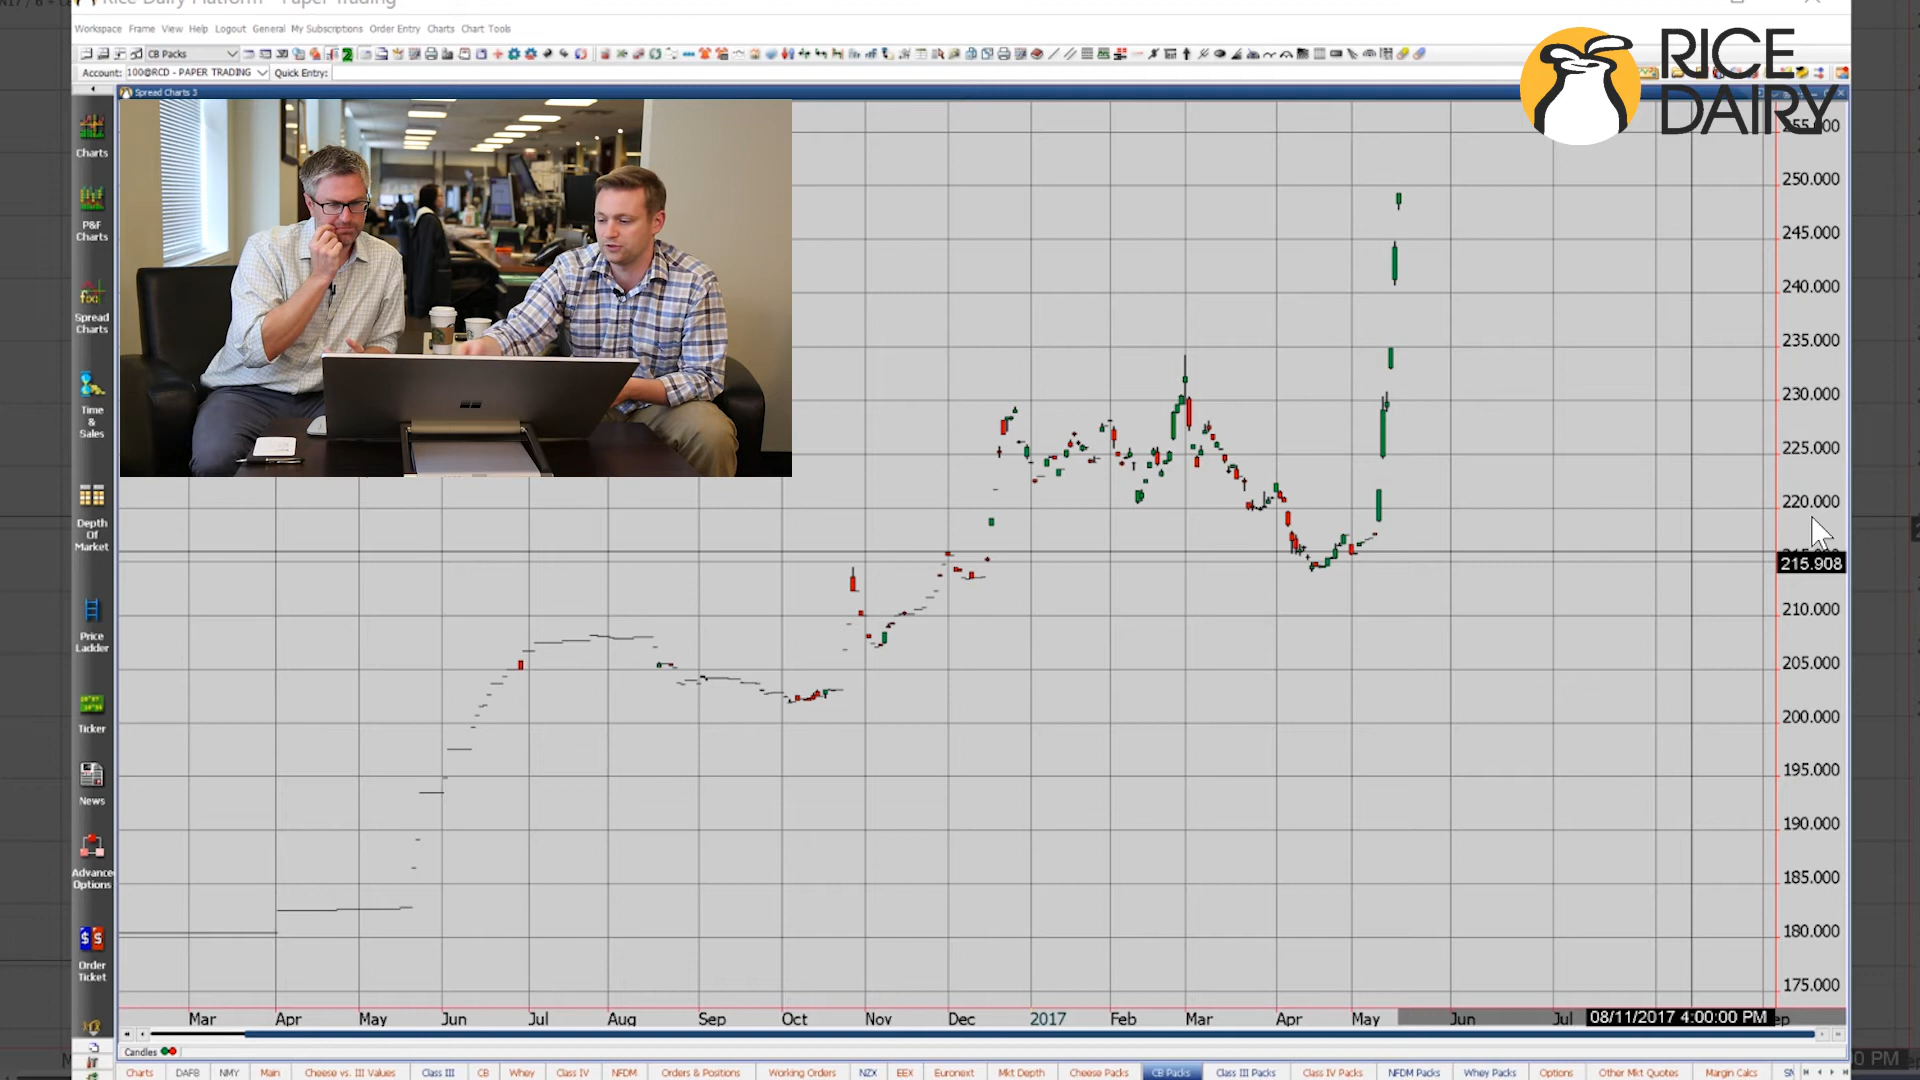 Rice Dairy Platform - Paper Trading
Workspace Frame View Help Logout General My Subscriptions Order Entry Charts Chart Tools
CB Packs
Account: 100@RCD - PAPER TRADING Quick Entry:
RICE
DAIRY
Spread Charts 3
Charts
P&F
Charts
Spread
Charts
Time
&
Sales
Depth
Of
Market
Price
Ladder
Ticker
News
Advance
Options
Order
Ticket
250.000
245.000
240.000
235.000
230.000
225.000
220.000
215.908
210.000
205.000
200.000
195.000
190.000
185.000
180.000
175.000
Mar Apr May Jun Jul Aug Sep Oct Nov Dec 2017 Feb Mar Apr May Jun Jul 08/11/2017 4:00:00 PM ep
Candles
Charts DAFB NMY Main Cheese vs. III Values Class III CB Whey Class IV NFDM Orders & Positions Working Orders NZX EEX Euronext Mkt Depth Cheese Packs CB Packs Class III Packs Class IV Packs NFDM Packs Whey Packs Options Other Mkt Quotes Margin Calcs